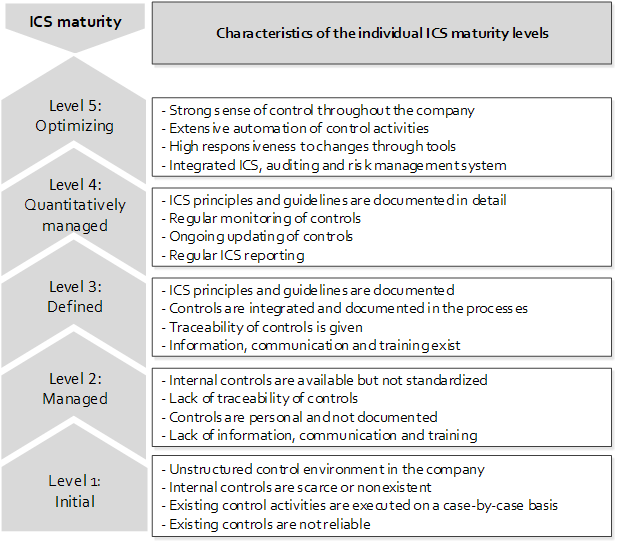 ICS maturity
Characteristics of the individual ICS maturity levels
Level 5:
Optimizing
- Strong sense of control throughout the company
- Extensive automation of control activities
- High responsiveness to changes through tools
- Integrated ICS, auditing and risk management system
Level 4:
Quantitatively
managed
- ICS principles and guidelines are documented in detail
- Regular monitoring of controls
- Ongoing updating of controls
- Regular ICS reporting
Level 3:
Defined
- ICS principles and guidelines are documented
- Controls are integrated and documented in the processes
- Traceability of controls is given
- Information, communication and training exist
Level 2:
Managed
- Internal controls are available but not standardized
- Lack of traceability of controls
- Controls are personal and not documented
- Lack of information, communication and training
Level 1:
Initial
- Unstructured control environment in the company
- Internal controls are scarce or nonexistent
- Existing control activities are executed on a case-by-case basis
- Existing controls are not reliable